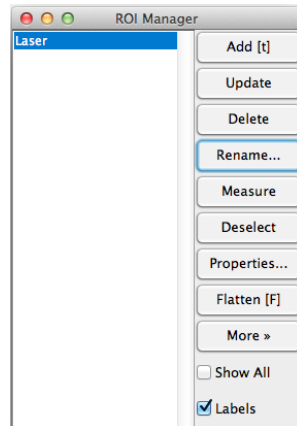 ROI Manager
Laser
Add [t]
Update
Delete
Rename...
Measure
Deselect
Properties...
Flatten [F]
More »
Show All
Labels